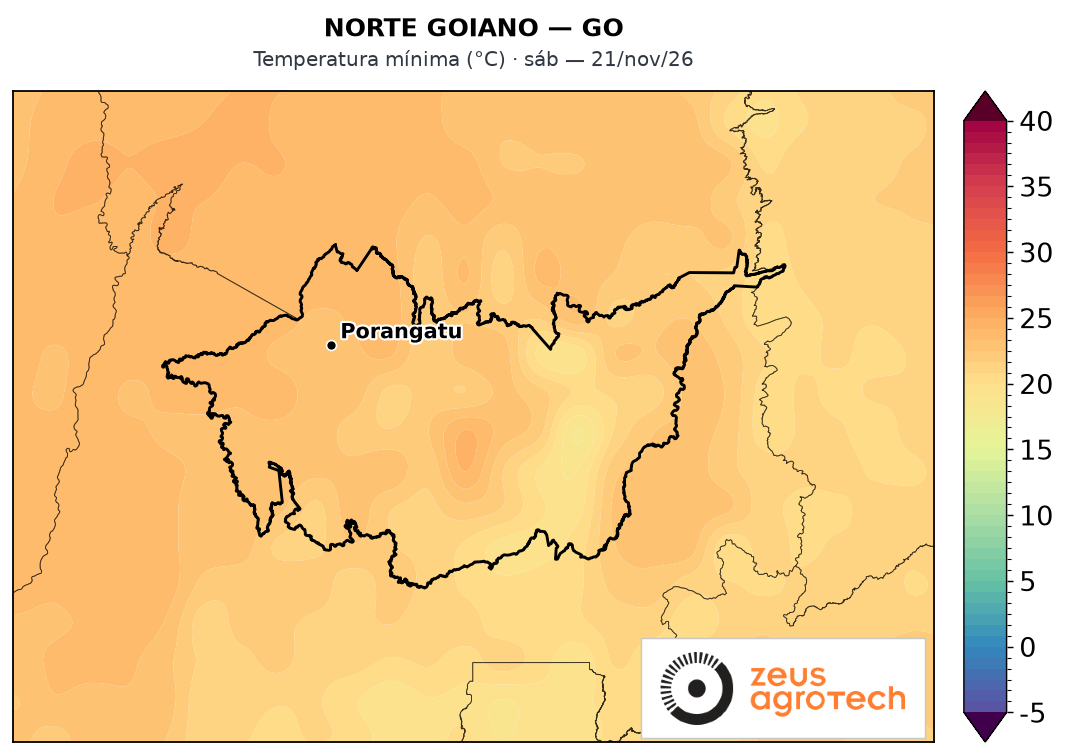 NORTE GOIANO — GO
Temperatura mínima (°C) · sáb — 21/nov/26
Porangatu
40
35
30
25
20
15
10
5
0
-5
zeus
agrotech